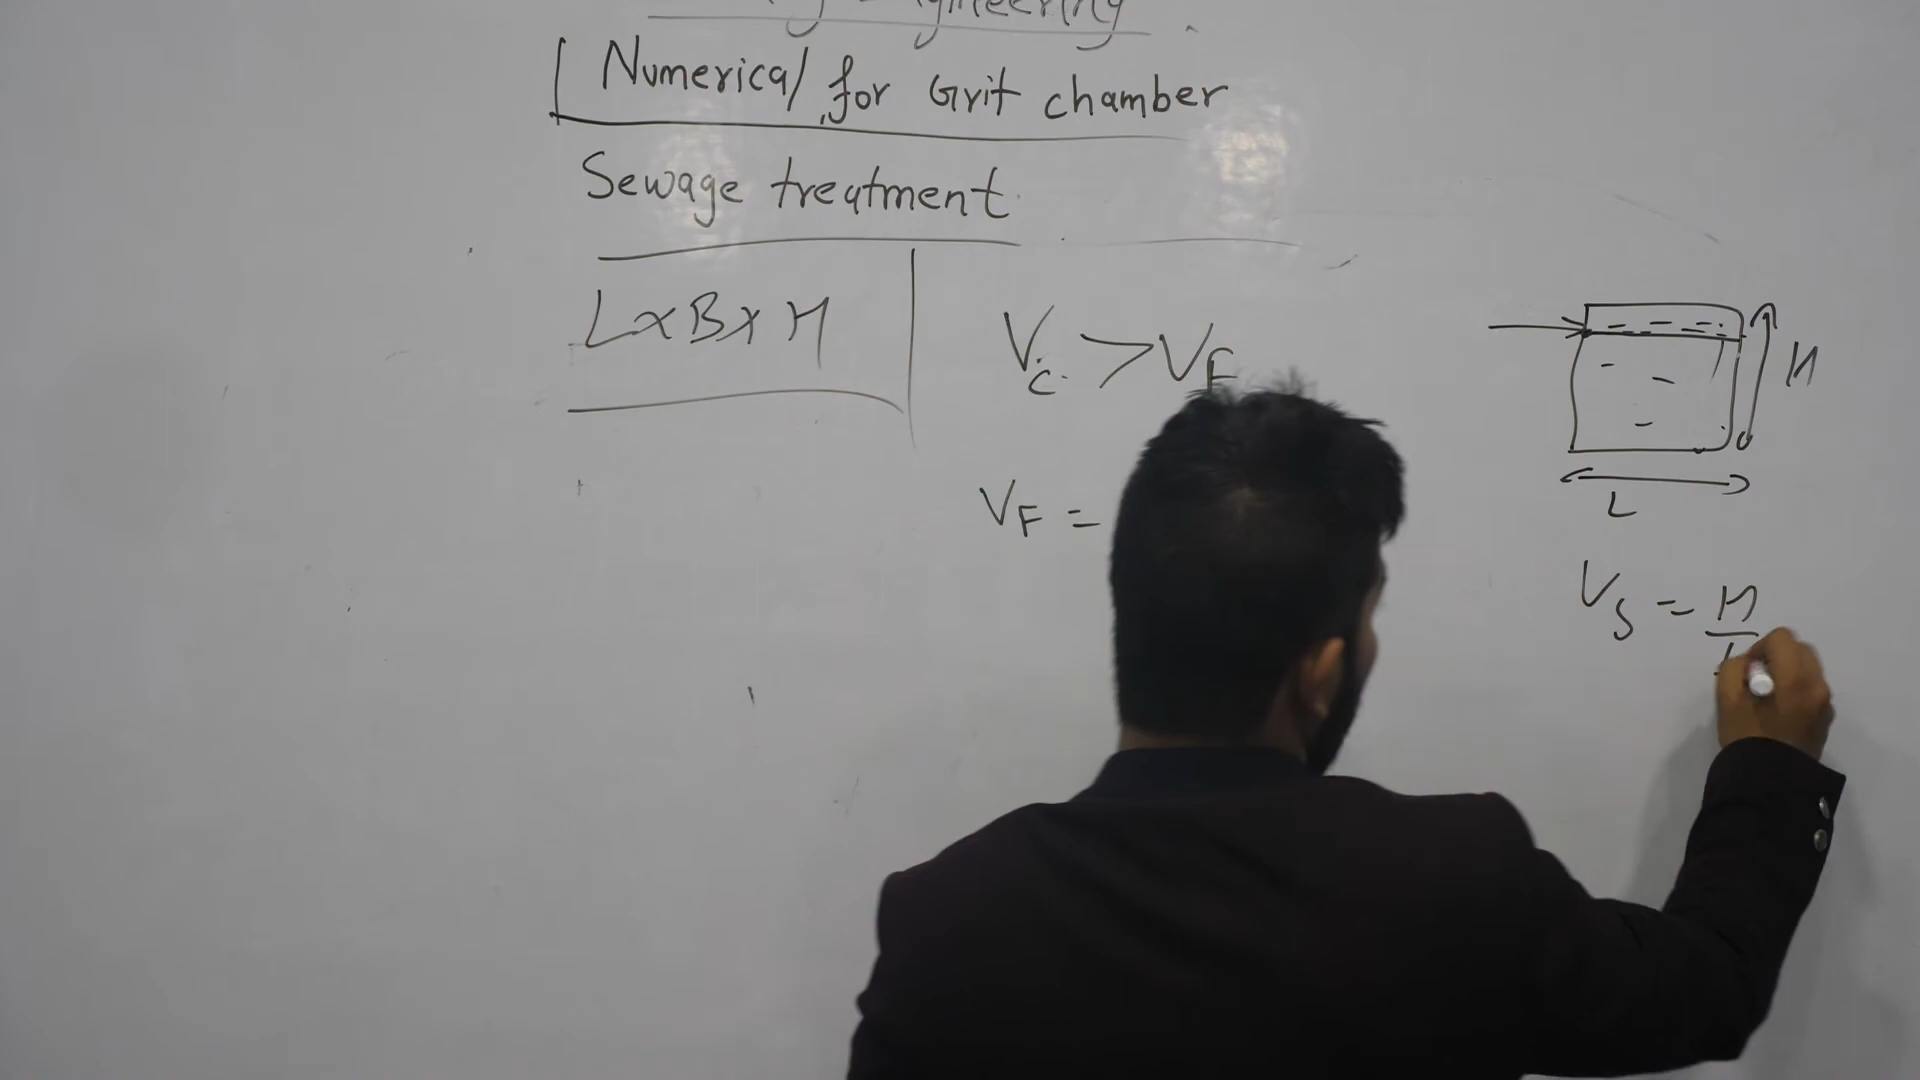 Numerical for Grit chamber
Sewage treatment
L x B x H
Vc > VF
H
L
VF =
VS = H